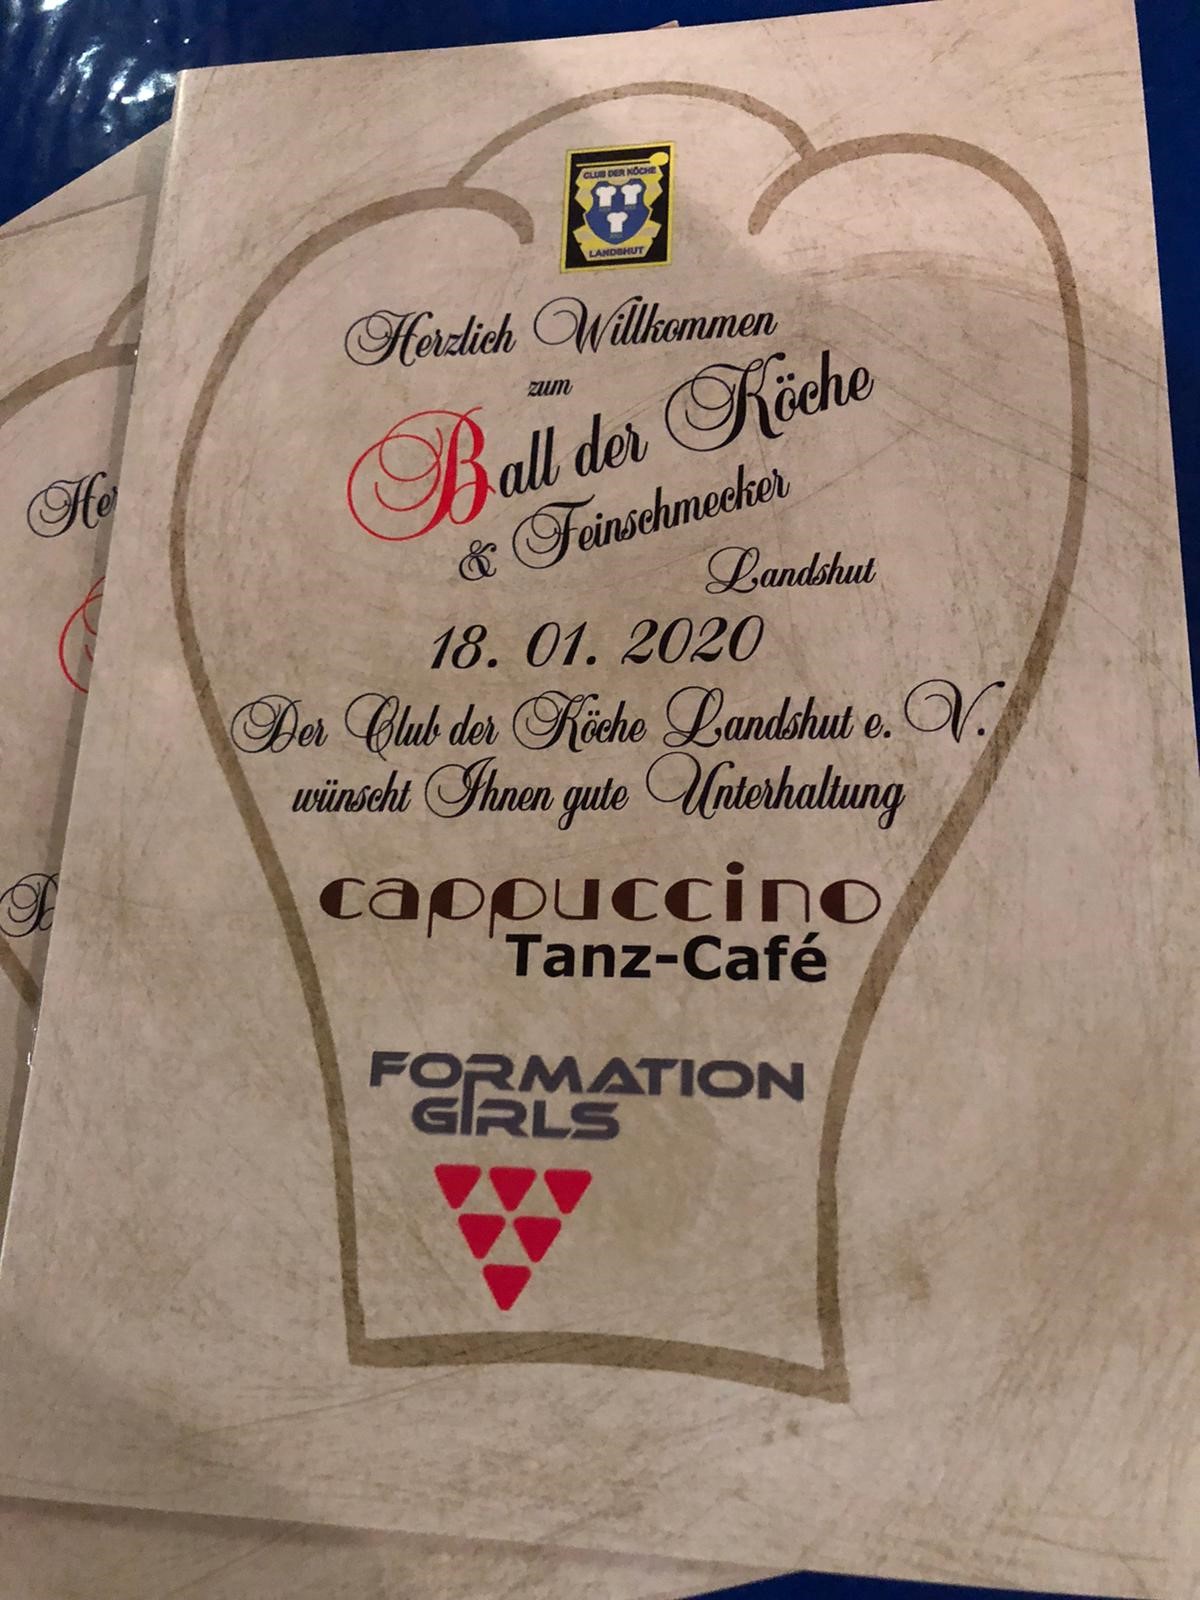 CLUB DER KÖCHE
LANDSHUT
Herzlich Willkommen
zum
Ball der Köche
& Feinschmecker
Landshut
18. 01. 2020
Der Club der Köche Landshut e. V.
wünscht Ihnen gute Unterhaltung
cappuccino
Tanz-Café
FORMATION
GIRLS
Her